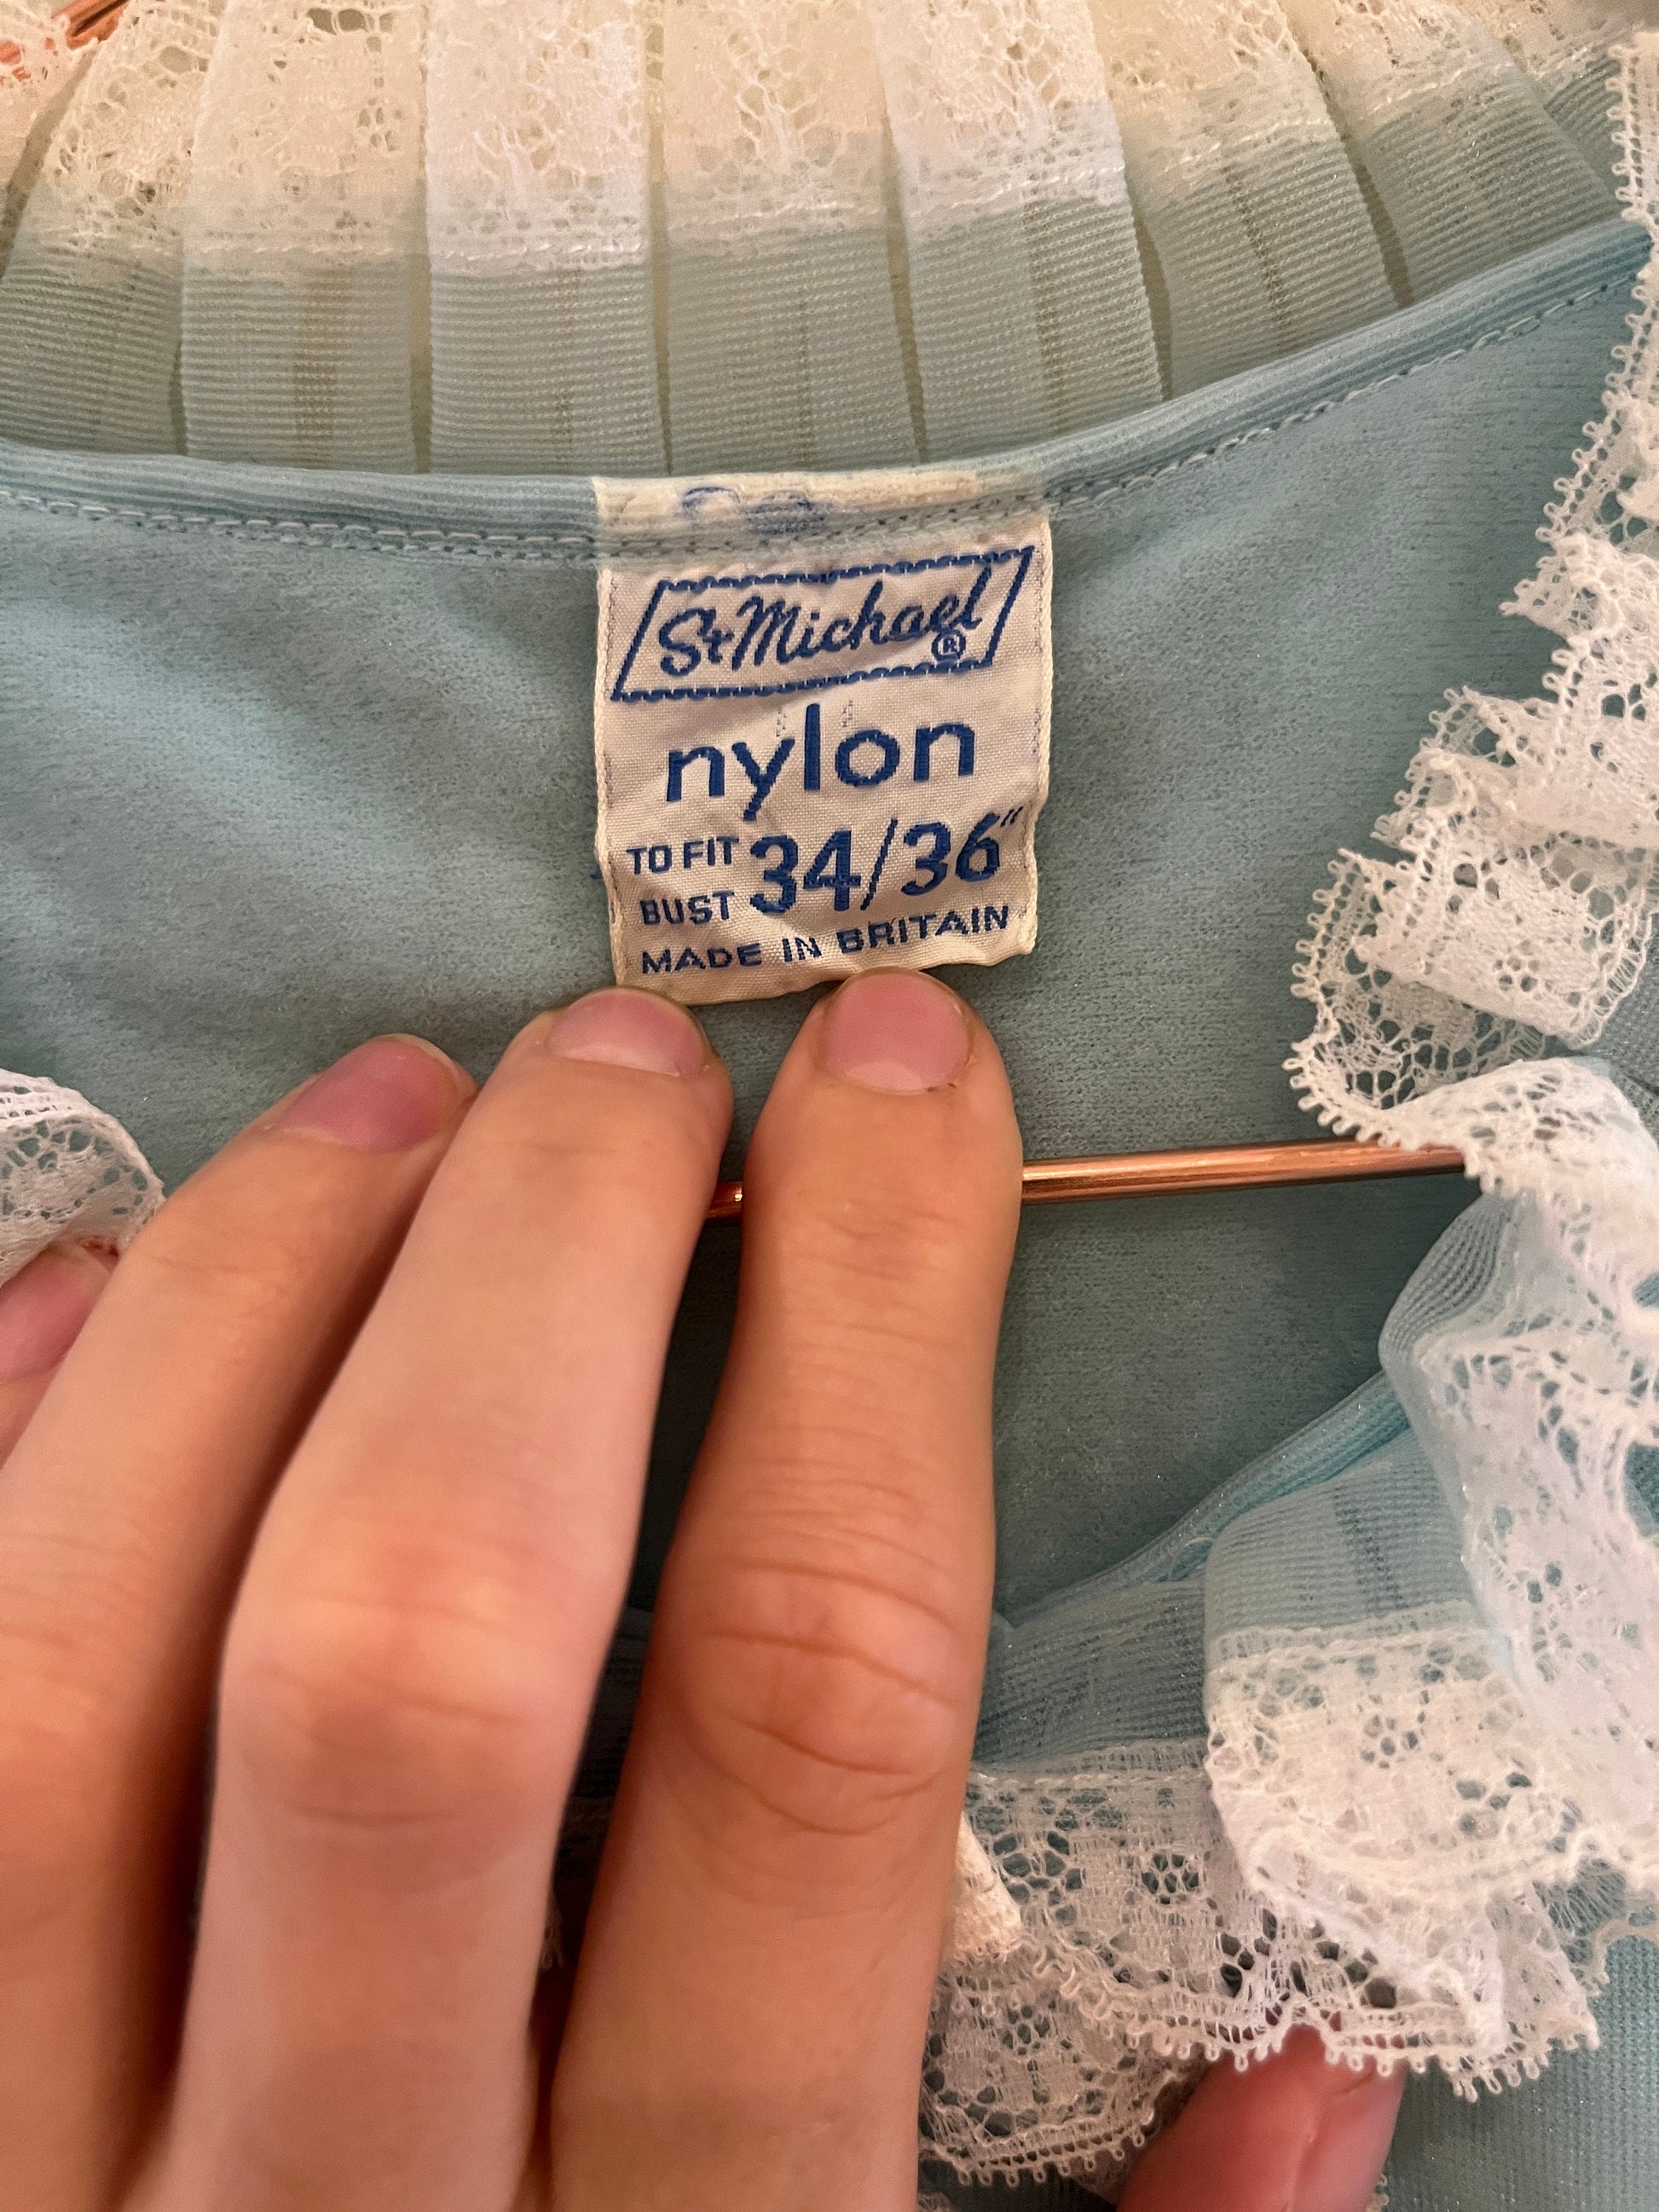 St Michael®
nylon
TO FIT BUST 34/36"
MADE IN BRITAIN